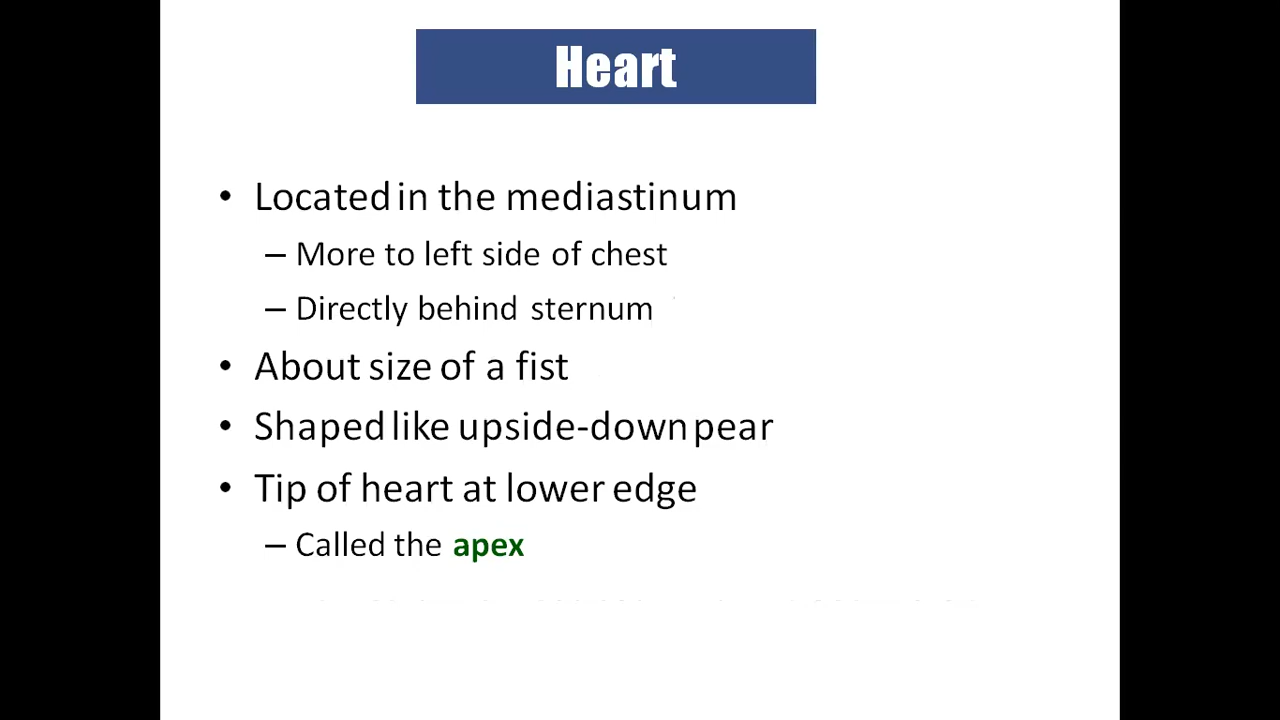 Heart
• Located in the mediastinum
– More to left side of chest
– Directly behind sternum
• About size of a fist
• Shaped like upside-down pear
• Tip of heart at lower edge
– Called the apex